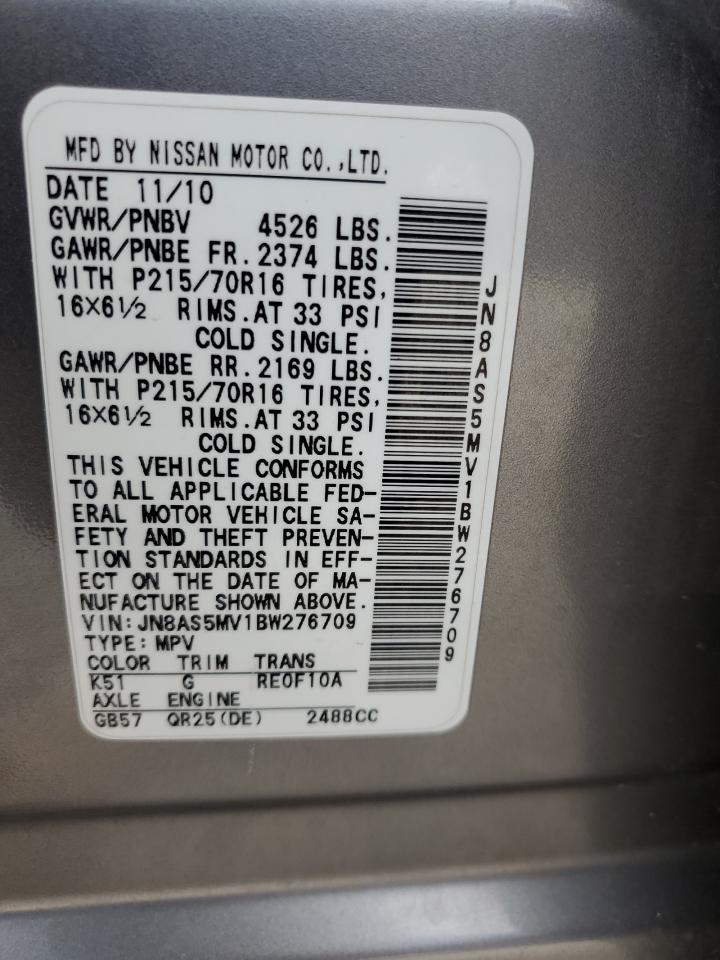 MFD BY NISSAN MOTOR CO.,LTD.
DATE 11/10
GVWR/PNBV 4526 LBS.
GAWR/PNBE FR. 2374 LBS.
WITH P215/70R16 TIRES,
16X6½ RIMS. AT 33 PSI
COLD SINGLE.
GAWR/PNBE RR. 2169 LBS.
WITH P215/70R16 TIRES,
16X6½ RIMS. AT 33 PSI
COLD SINGLE.
THIS VEHICLE CONFORMS
TO ALL APPLICABLE FED-
ERAL MOTOR VEHICLE SA-
FETY AND THEFT PREVEN-
TION STANDARDS IN EFF-
ECT ON THE DATE OF MA-
NUFACTURE SHOWN ABOVE.
VIN: JN8AS5MV1BW276709
TYPE: MPV
COLOR TRIM TRANS
K51 G RE0F10A
AXLE ENGINE
GB57 QR25(DE) 2488CC
JN8AS5MV1BW276709